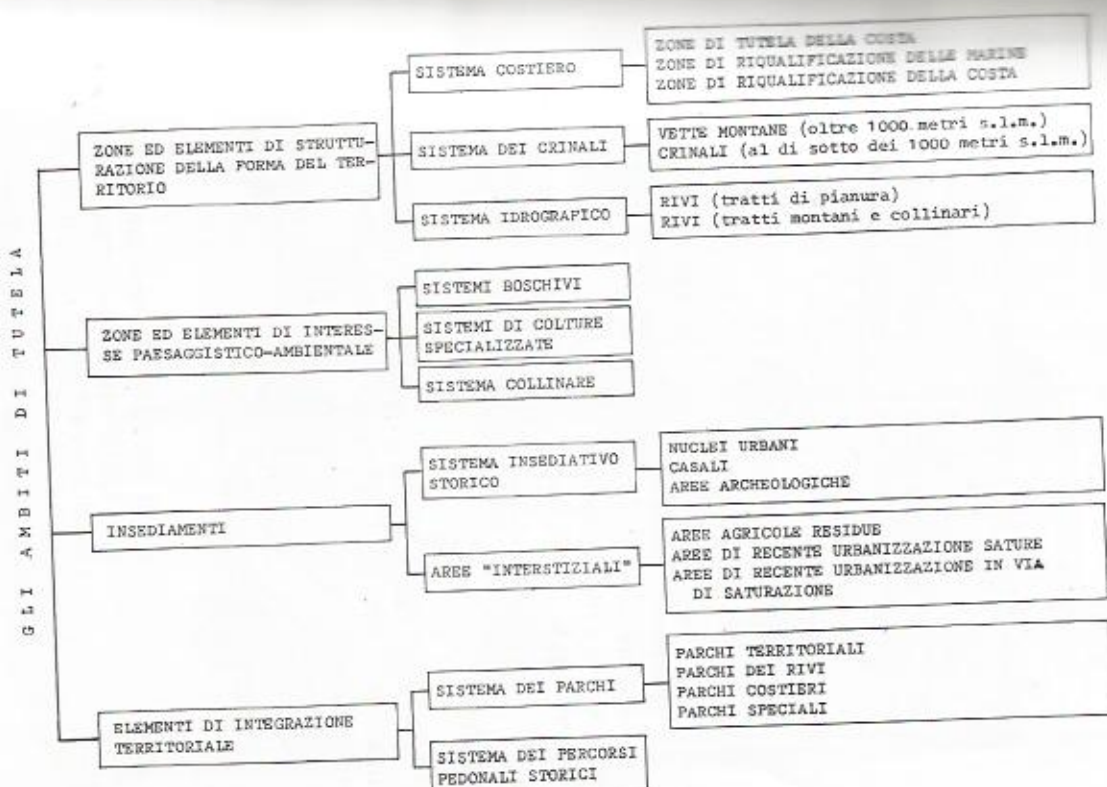 GLI AMBITI DI TUTELA
ZONE ED ELEMENTI DI STRUTTU-
RAZIONE DELLA FORMA DEL TER-
RITORIO
SISTEMA COSTIERO
ZONE DI TUTELA DELLA COSTA
ZONE DI RIQUALIFICAZIONE DELLE MARINE
ZONE DI RIQUALIFICAZIONE DELLA COSTA
SISTEMA DEI CRINALI
VETTE MONTANE (oltre 1000 metri s.l.m.)
CRINALI (al di sotto dei 1000 metri s.l.m.)
SISTEMA IDROGRAFICO
RIVI (tratti di pianura)
RIVI (tratti montani e collinari)
ZONE ED ELEMENTI DI INTERES-
SE PAESAGGISTICO-AMBIENTALE
SISTEMI BOSCHIVI
SISTEMI DI COLTURE
SPECIALIZZATE
SISTEMA COLLINARE
INSEDIAMENTI
SISTEMA INSEDIATIVO
STORICO
NUCLEI URBANI
CASALI
AREE ARCHEOLOGICHE
AREE "INTERSTIZIALI"
AREE AGRICOLE RESIDUE
AREE DI RECENTE URBANIZZAZIONE SATURE
AREE DI RECENTE URBANIZZAZIONE IN VIA
DI SATURAZIONE
ELEMENTI DI INTEGRAZIONE
TERRITORIALE
SISTEMA DEI PARCHI
PARCHI TERRITORIALI
PARCHI DEI RIVI
PARCHI COSTIERI
PARCHI SPECIALI
SISTEMA DEI PERCORSI
PEDONALI STORICI